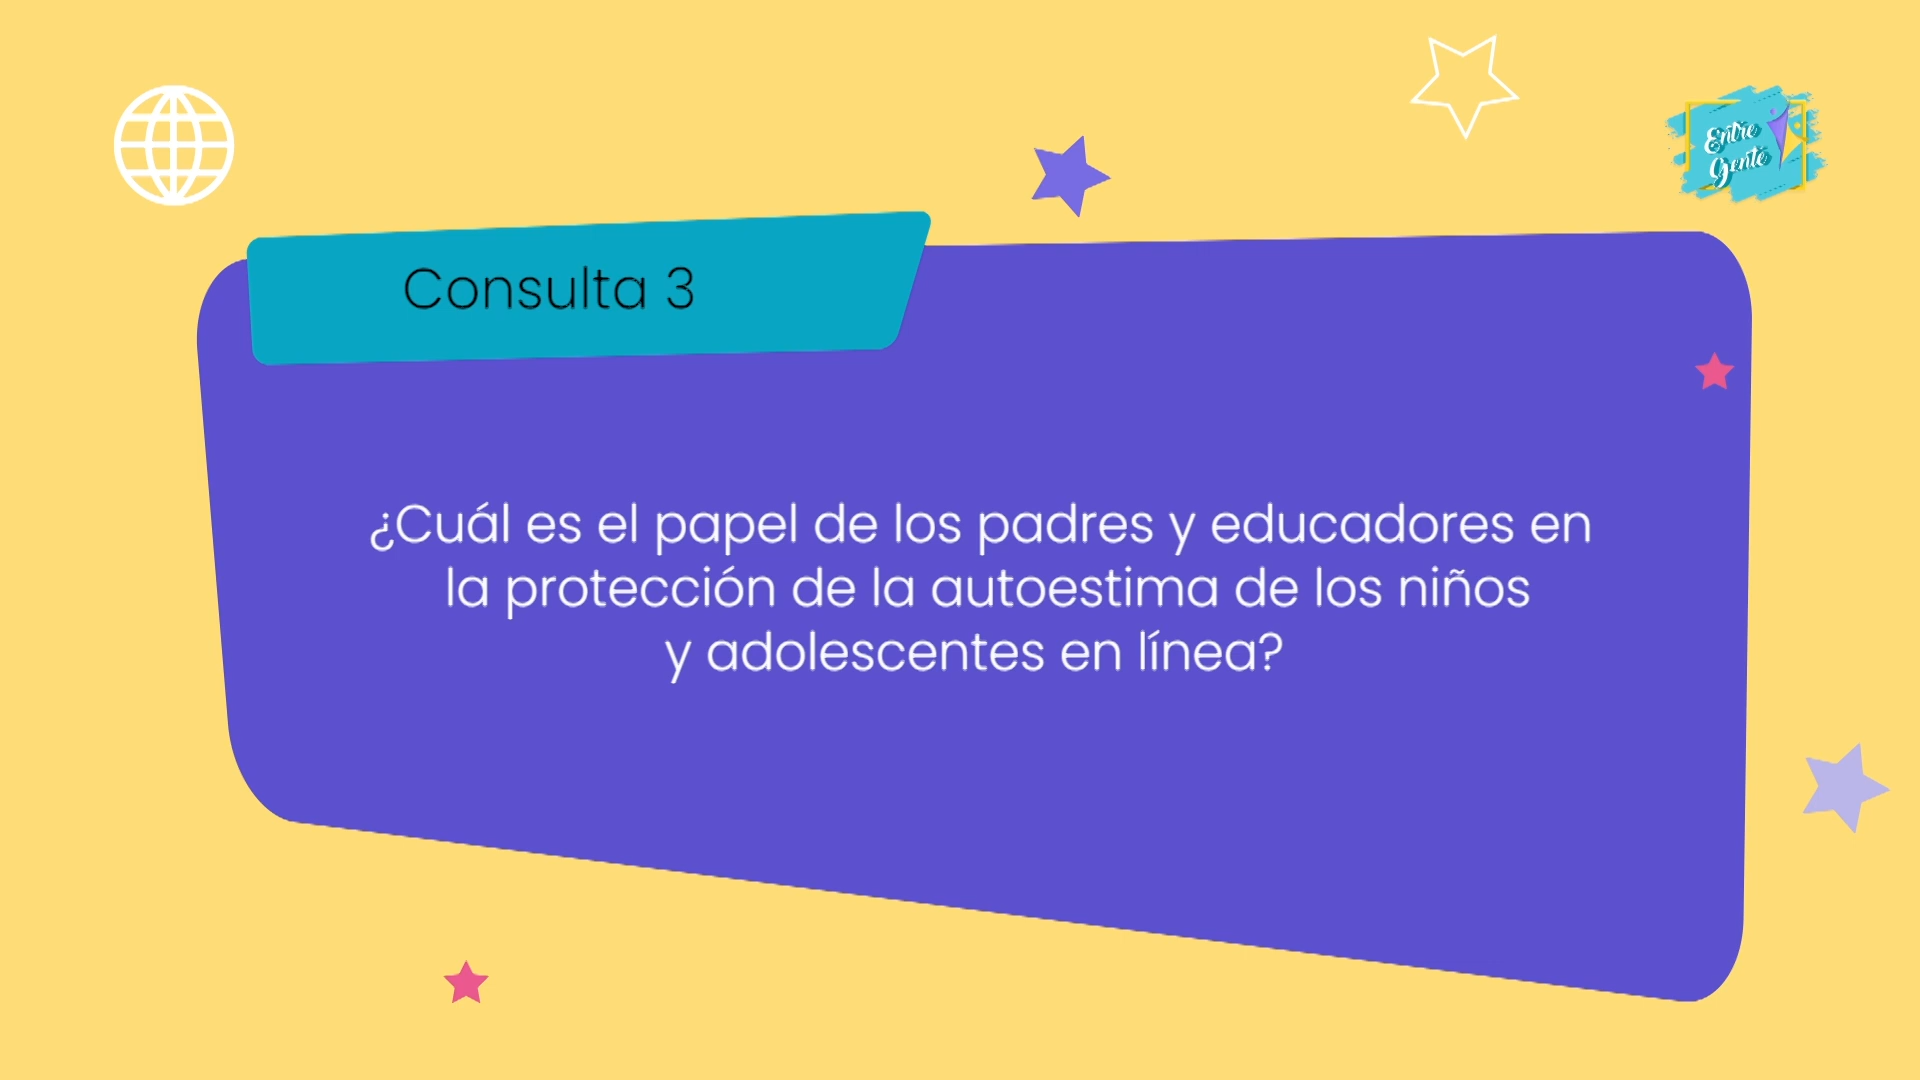 Entre
Gente
Consulta 3
¿Cuál es el papel de los padres y educadores en
la protección de la autoestima de los niños
y adolescentes en línea?